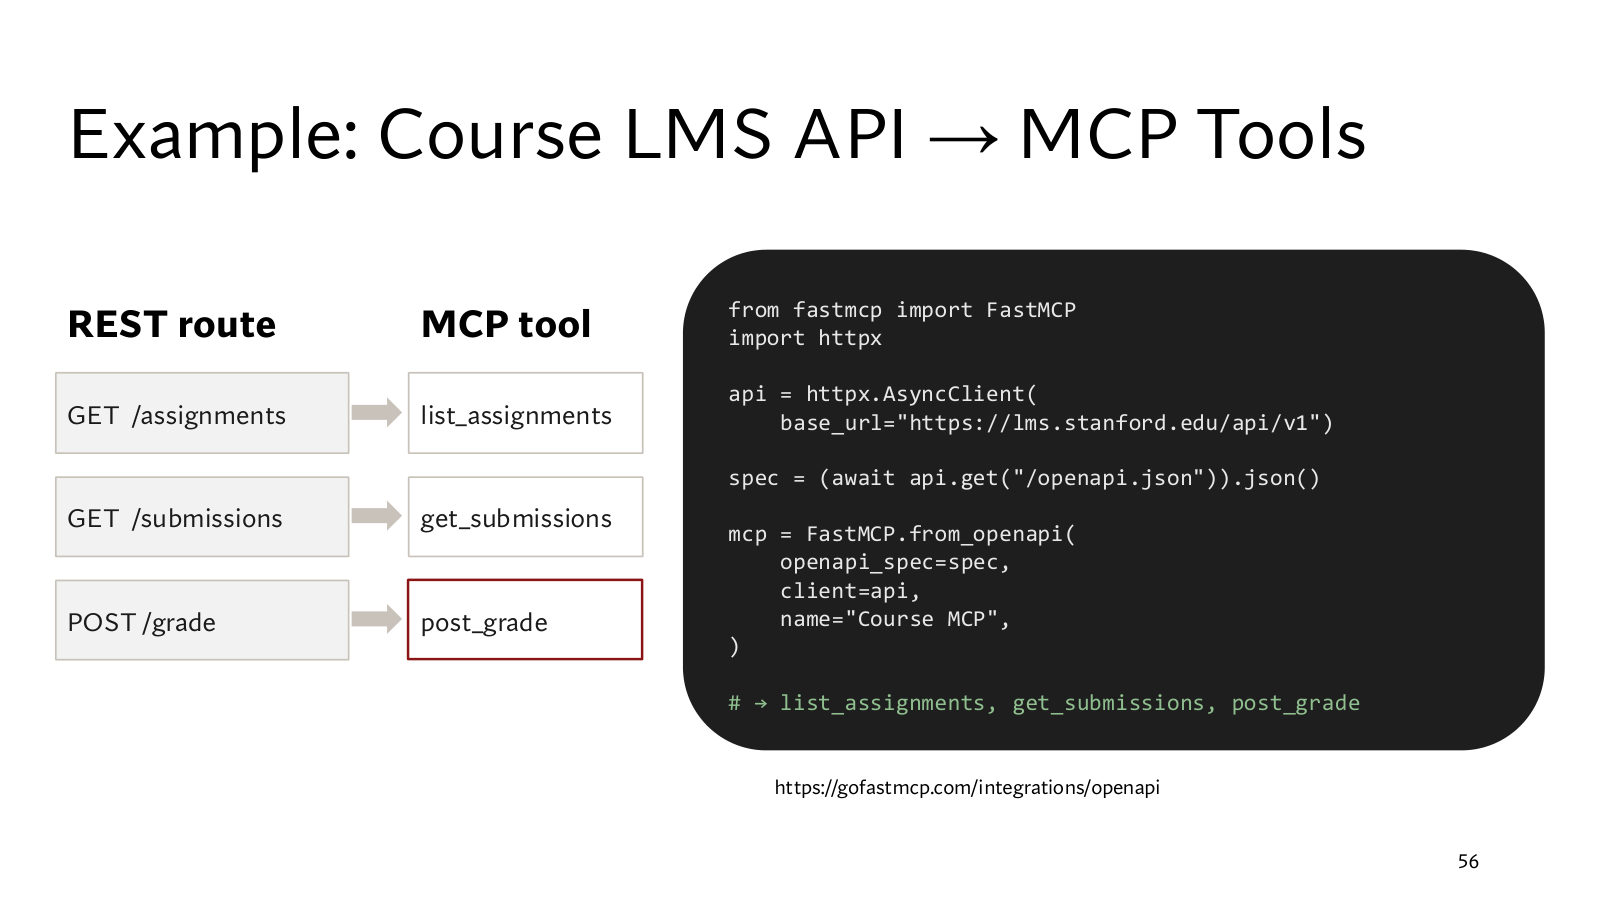 Example: Course LMS API → MCP Tools
REST route
MCP tool
GET /assignments
list_assignments
GET /submissions
get_submissions
POST /grade
post_grade
from fastmcp import FastMCP
import httpx
api = httpx.AsyncClient(
    base_url="https://lms.stanford.edu/api/v1")
spec = (await api.get("/openapi.json")).json()
mcp = FastMCP.from_openapi(
    openapi_spec=spec,
    client=api,
    name="Course MCP",
)
# → list_assignments, get_submissions, post_grade
https://gofastmcp.com/integrations/openapi
56